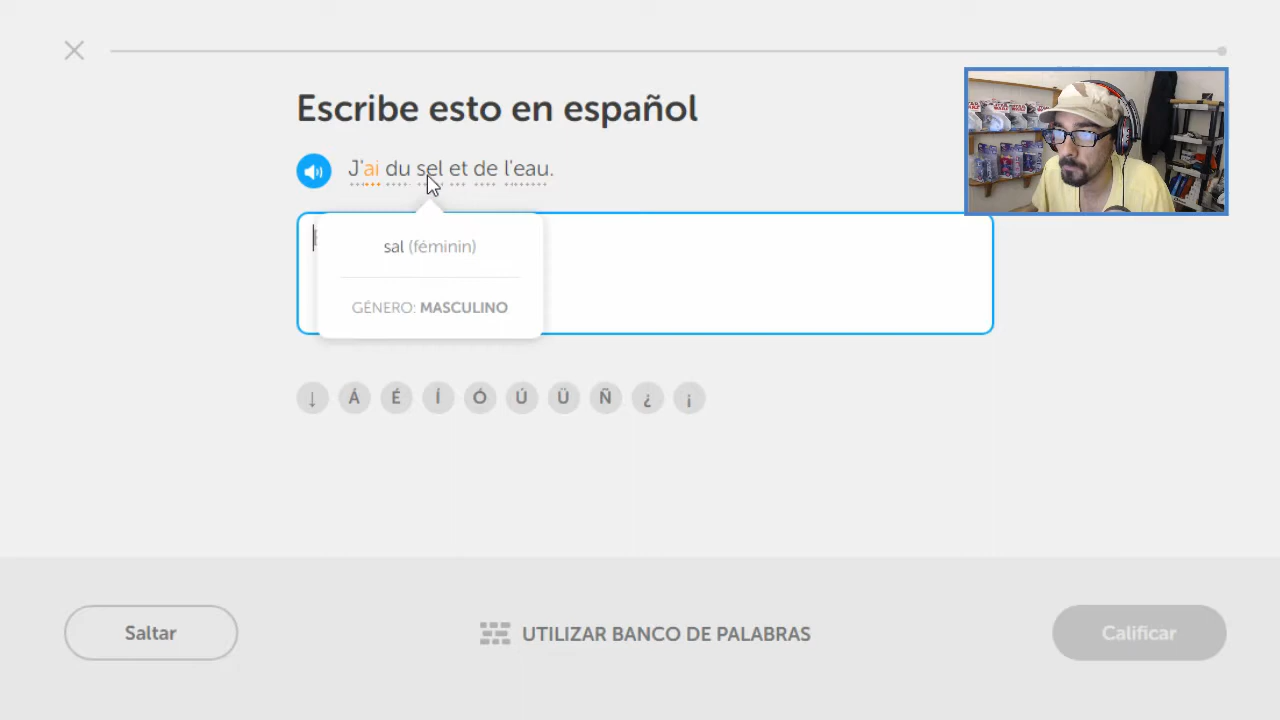 Escribe esto en español
J'ai du sel et de l'eau.
sal (féminin)
GÉNERO: MASCULINO
↓ Á É Í Ó Ú Ü Ñ ¿ ¡
Saltar
UTILIZAR BANCO DE PALABRAS
Calificar